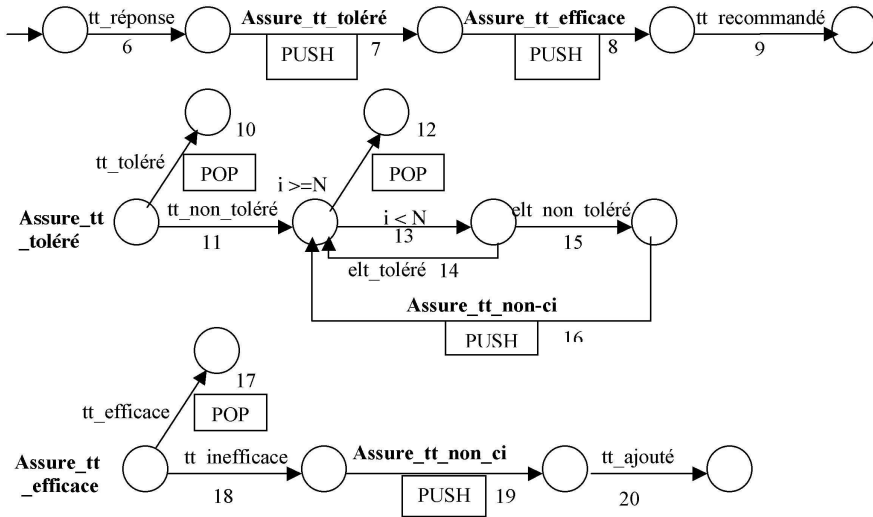 tt_réponse Assure_tt_toléré Assure_tt_efficace tt_recommandé
6 PUSH 7 PUSH 8 9
10 12
tt_toléré POP POP
i >=N
Assure_tt
_toléré
tt_non_toléré i < N elt non toléré
11 13 15
elt_toléré 14
Assure_tt_non-ci
PUSH 16
17
tt_efficace POP
Assure_tt
_efficace
tt inefficace Assure_tt_non_ci tt_ajouté
18 PUSH 19 20